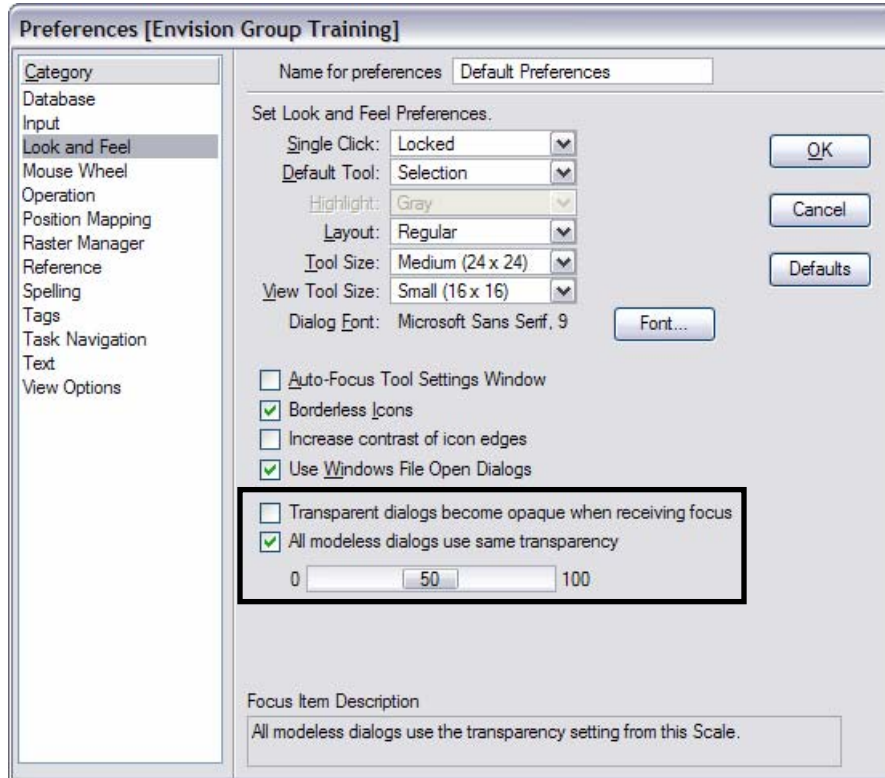 Preferences [Envision Group Training]
Category
Database
Input
Look and Feel
Mouse Wheel
Operation
Position Mapping
Raster Manager
Reference
Spelling
Tags
Task Navigation
Text
View Options
Name for preferences Default Preferences
Set Look and Feel Preferences.
Single Click: Locked
Default Tool: Selection
Highlight: Gray
Layout: Regular
Tool Size: Medium (24 x 24)
View Tool Size: Small (16 x 16)
Dialog Font: Microsoft Sans Serif, 9 Font...
OK
Cancel
Defaults
Auto-Focus Tool Settings Window
Borderless Icons
Increase contrast of icon edges
Use Windows File Open Dialogs
Transparent dialogs become opaque when receiving focus
All modeless dialogs use same transparency
0 50 100
Focus Item Description
All modeless dialogs use the transparency setting from this Scale.